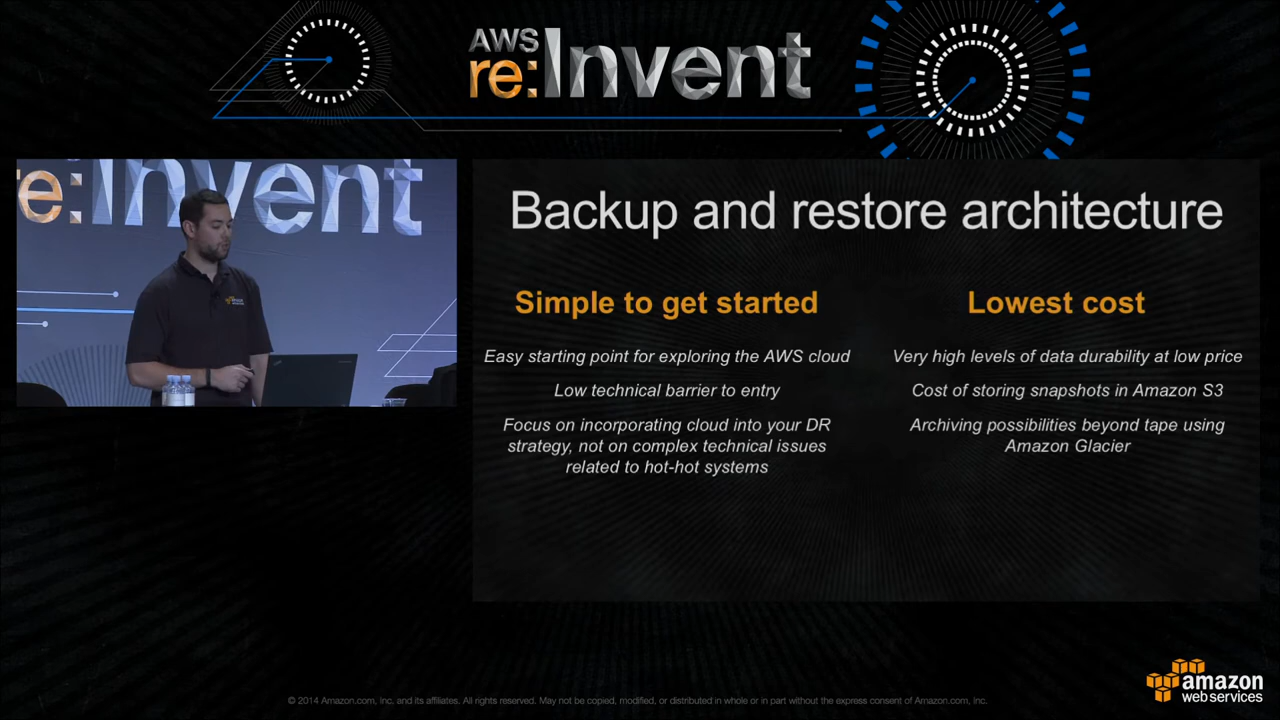 AWS
re:Invent
re:Invent
Backup and restore architecture
Simple to get started
Easy starting point for exploring the AWS cloud
Low technical barrier to entry
Focus on incorporating cloud into your DR
strategy, not on complex technical issues
related to hot-hot systems
Lowest cost
Very high levels of data durability at low price
Cost of storing snapshots in Amazon S3
Archiving possibilities beyond tape using
Amazon Glacier
© 2014 Amazon.com, Inc. and its affiliates. All rights reserved. May not be copied, modified, or distributed in whole or in part without the express consent of Amazon.com, Inc.
amazon
web services